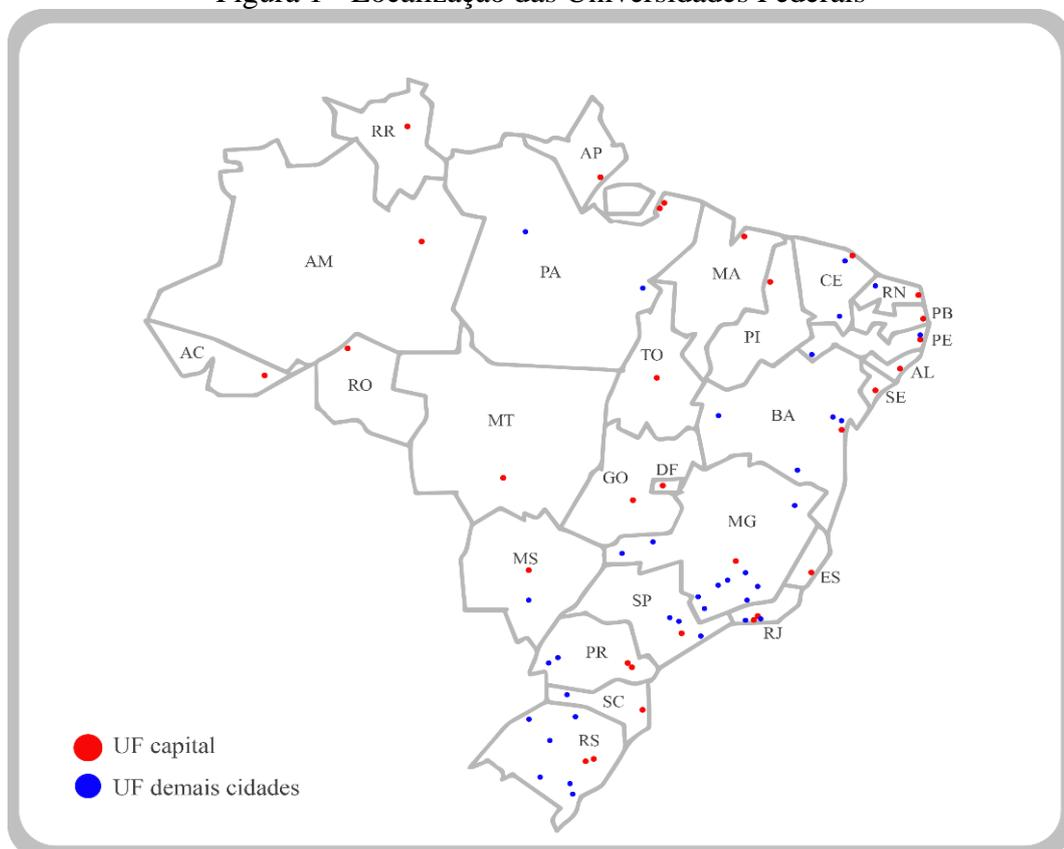 Figura 1 - Localização das Universidades Federais
RR
AP
AM
PA
MA
CE
RN
PB
PE
AC
TO
PI
AL
RO
SE
MT
BA
GO
DF
MG
MS
ES
SP
RJ
PR
SC
RS
UF capital
UF demais cidades